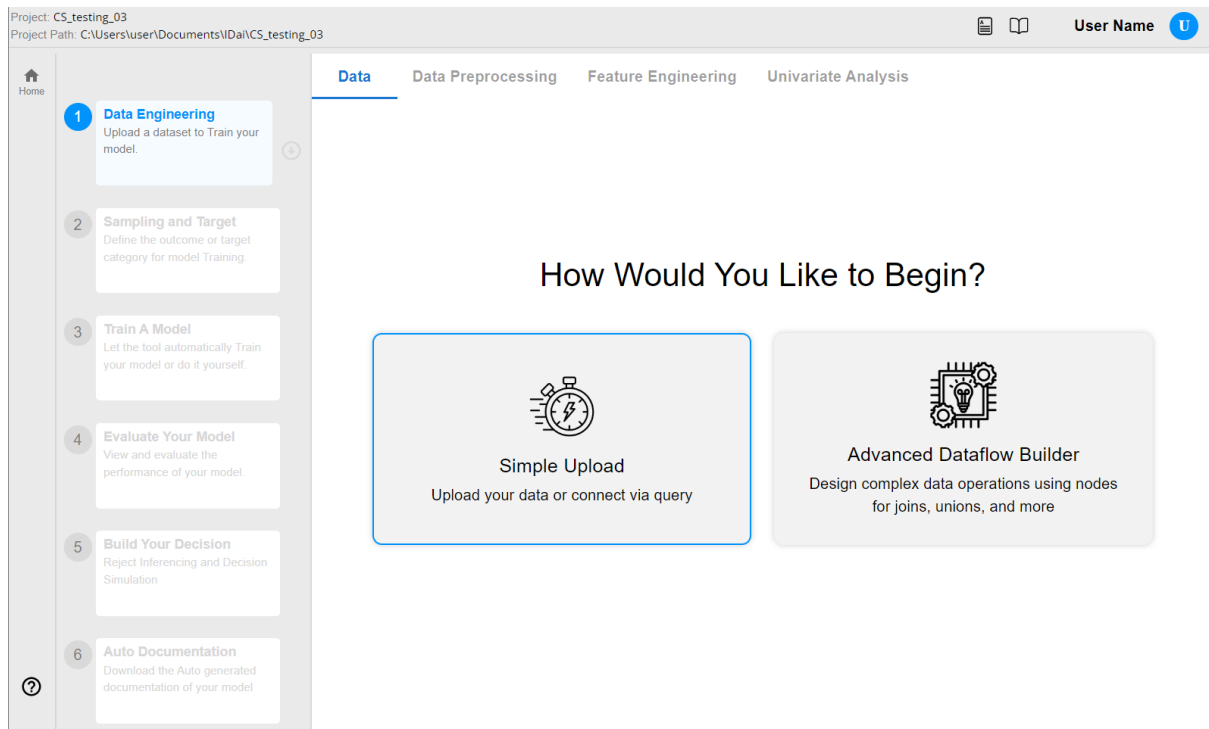 Project: CS_testing_03
Project Path: C:\Users\user\Documents\IDai\CS_testing_03
User Name
U
Home
1
Data Engineering
Upload a dataset to Train your
model.
2
Sampling and Target
Define the outcome or target
category for model Training.
3
Train A Model
Let the tool automatically Train
your model or do it yourself.
4
Evaluate Your Model
View and evaluate the
performance of your model.
5
Build Your Decision
Reject Inferencing and Decision
Simulation
6
Auto Documentation
Download the Auto generated
documentation of your model
Data
Data Preprocessing
Feature Engineering
Univariate Analysis
How Would You Like to Begin?
Simple Upload
Upload your data or connect via query
Advanced Dataflow Builder
Design complex data operations using nodes
for joins, unions, and more